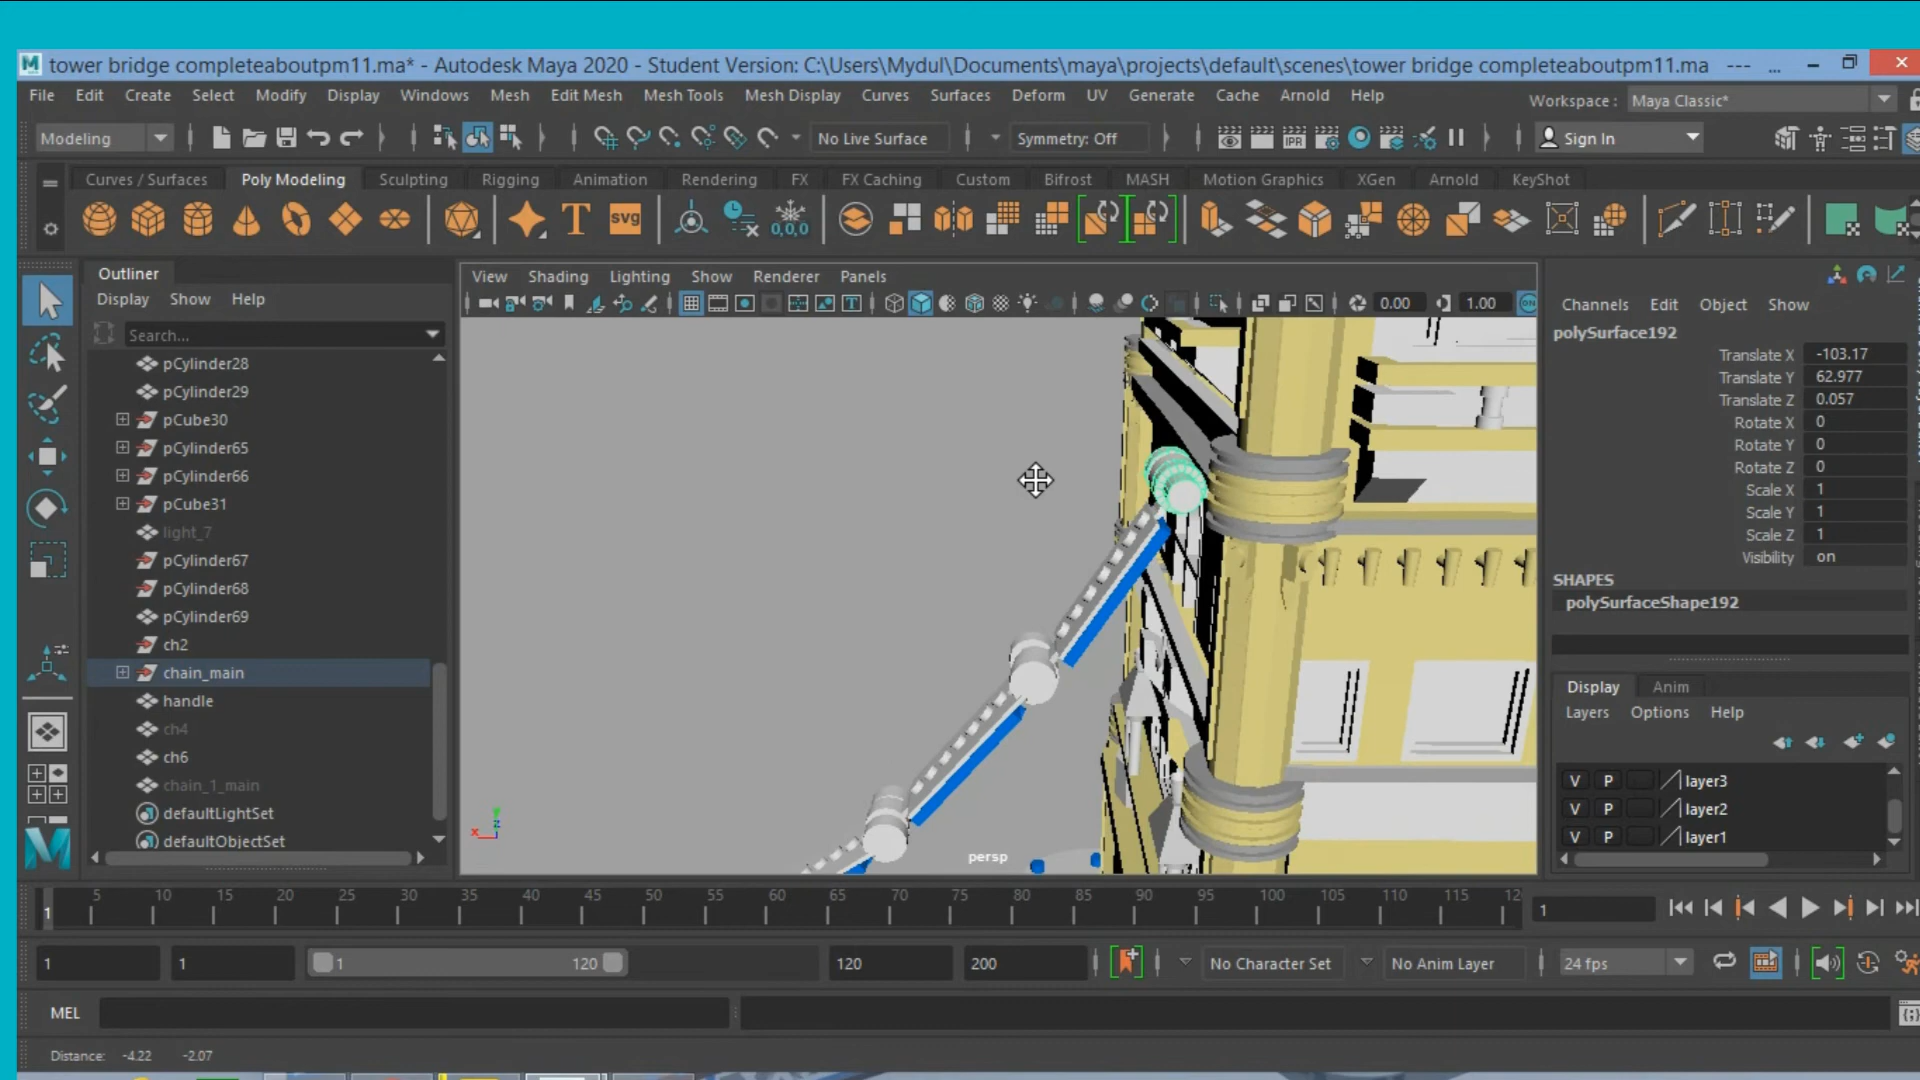 tower bridge completeaboutpm11.ma* - Autodesk Maya 2020 - Student Version: C:\Users\Mydul\Documents\maya\projects\default\scenes\tower bridge completeaboutpm11.ma --- ...
File Edit Create Select Modify Display Windows Mesh Edit Mesh Mesh Tools Mesh Display Curves Surfaces Deform UV Generate Cache Arnold Help
Workspace : Maya Classic*
Modeling No Live Surface Symmetry: Off IPR Sign In
Curves / Surfaces Poly Modeling Sculpting Rigging Animation Rendering FX FX Caching Custom Bifrost MASH Motion Graphics XGen Arnold KeyShot
T svg 0,0,0
Outliner
Display Show Help
Search...
pCylinder28
pCylinder29
pCube30
pCylinder65
pCylinder66
pCube31
light_7
pCylinder67
pCylinder68
pCylinder69
ch2
chain_main
handle
ch4
ch6
chain_1_main
defaultLightSet
defaultObjectSet
View Shading Lighting Show Renderer Panels
0.00 1.00 ON
persp
Channels Edit Object Show
polySurface192
Translate X -103.17
Translate Y 62.977
Translate Z 0.057
Rotate X 0
Rotate Y 0
Rotate Z 0
Scale X 1
Scale Y 1
Scale Z 1
Visibility on
SHAPES
polySurfaceShape192
Display Anim
Layers Options Help
V P layer3
V P layer2
V P layer1
5 10 15 20 25 30 35 40 45 50 55 60 65 70 75 80 85 90 95 100 105 110 115 12
1 1
1 1 1 120 120 200 No Character Set No Anim Layer 24 fps
MEL
Distance: -4.22 -2.07